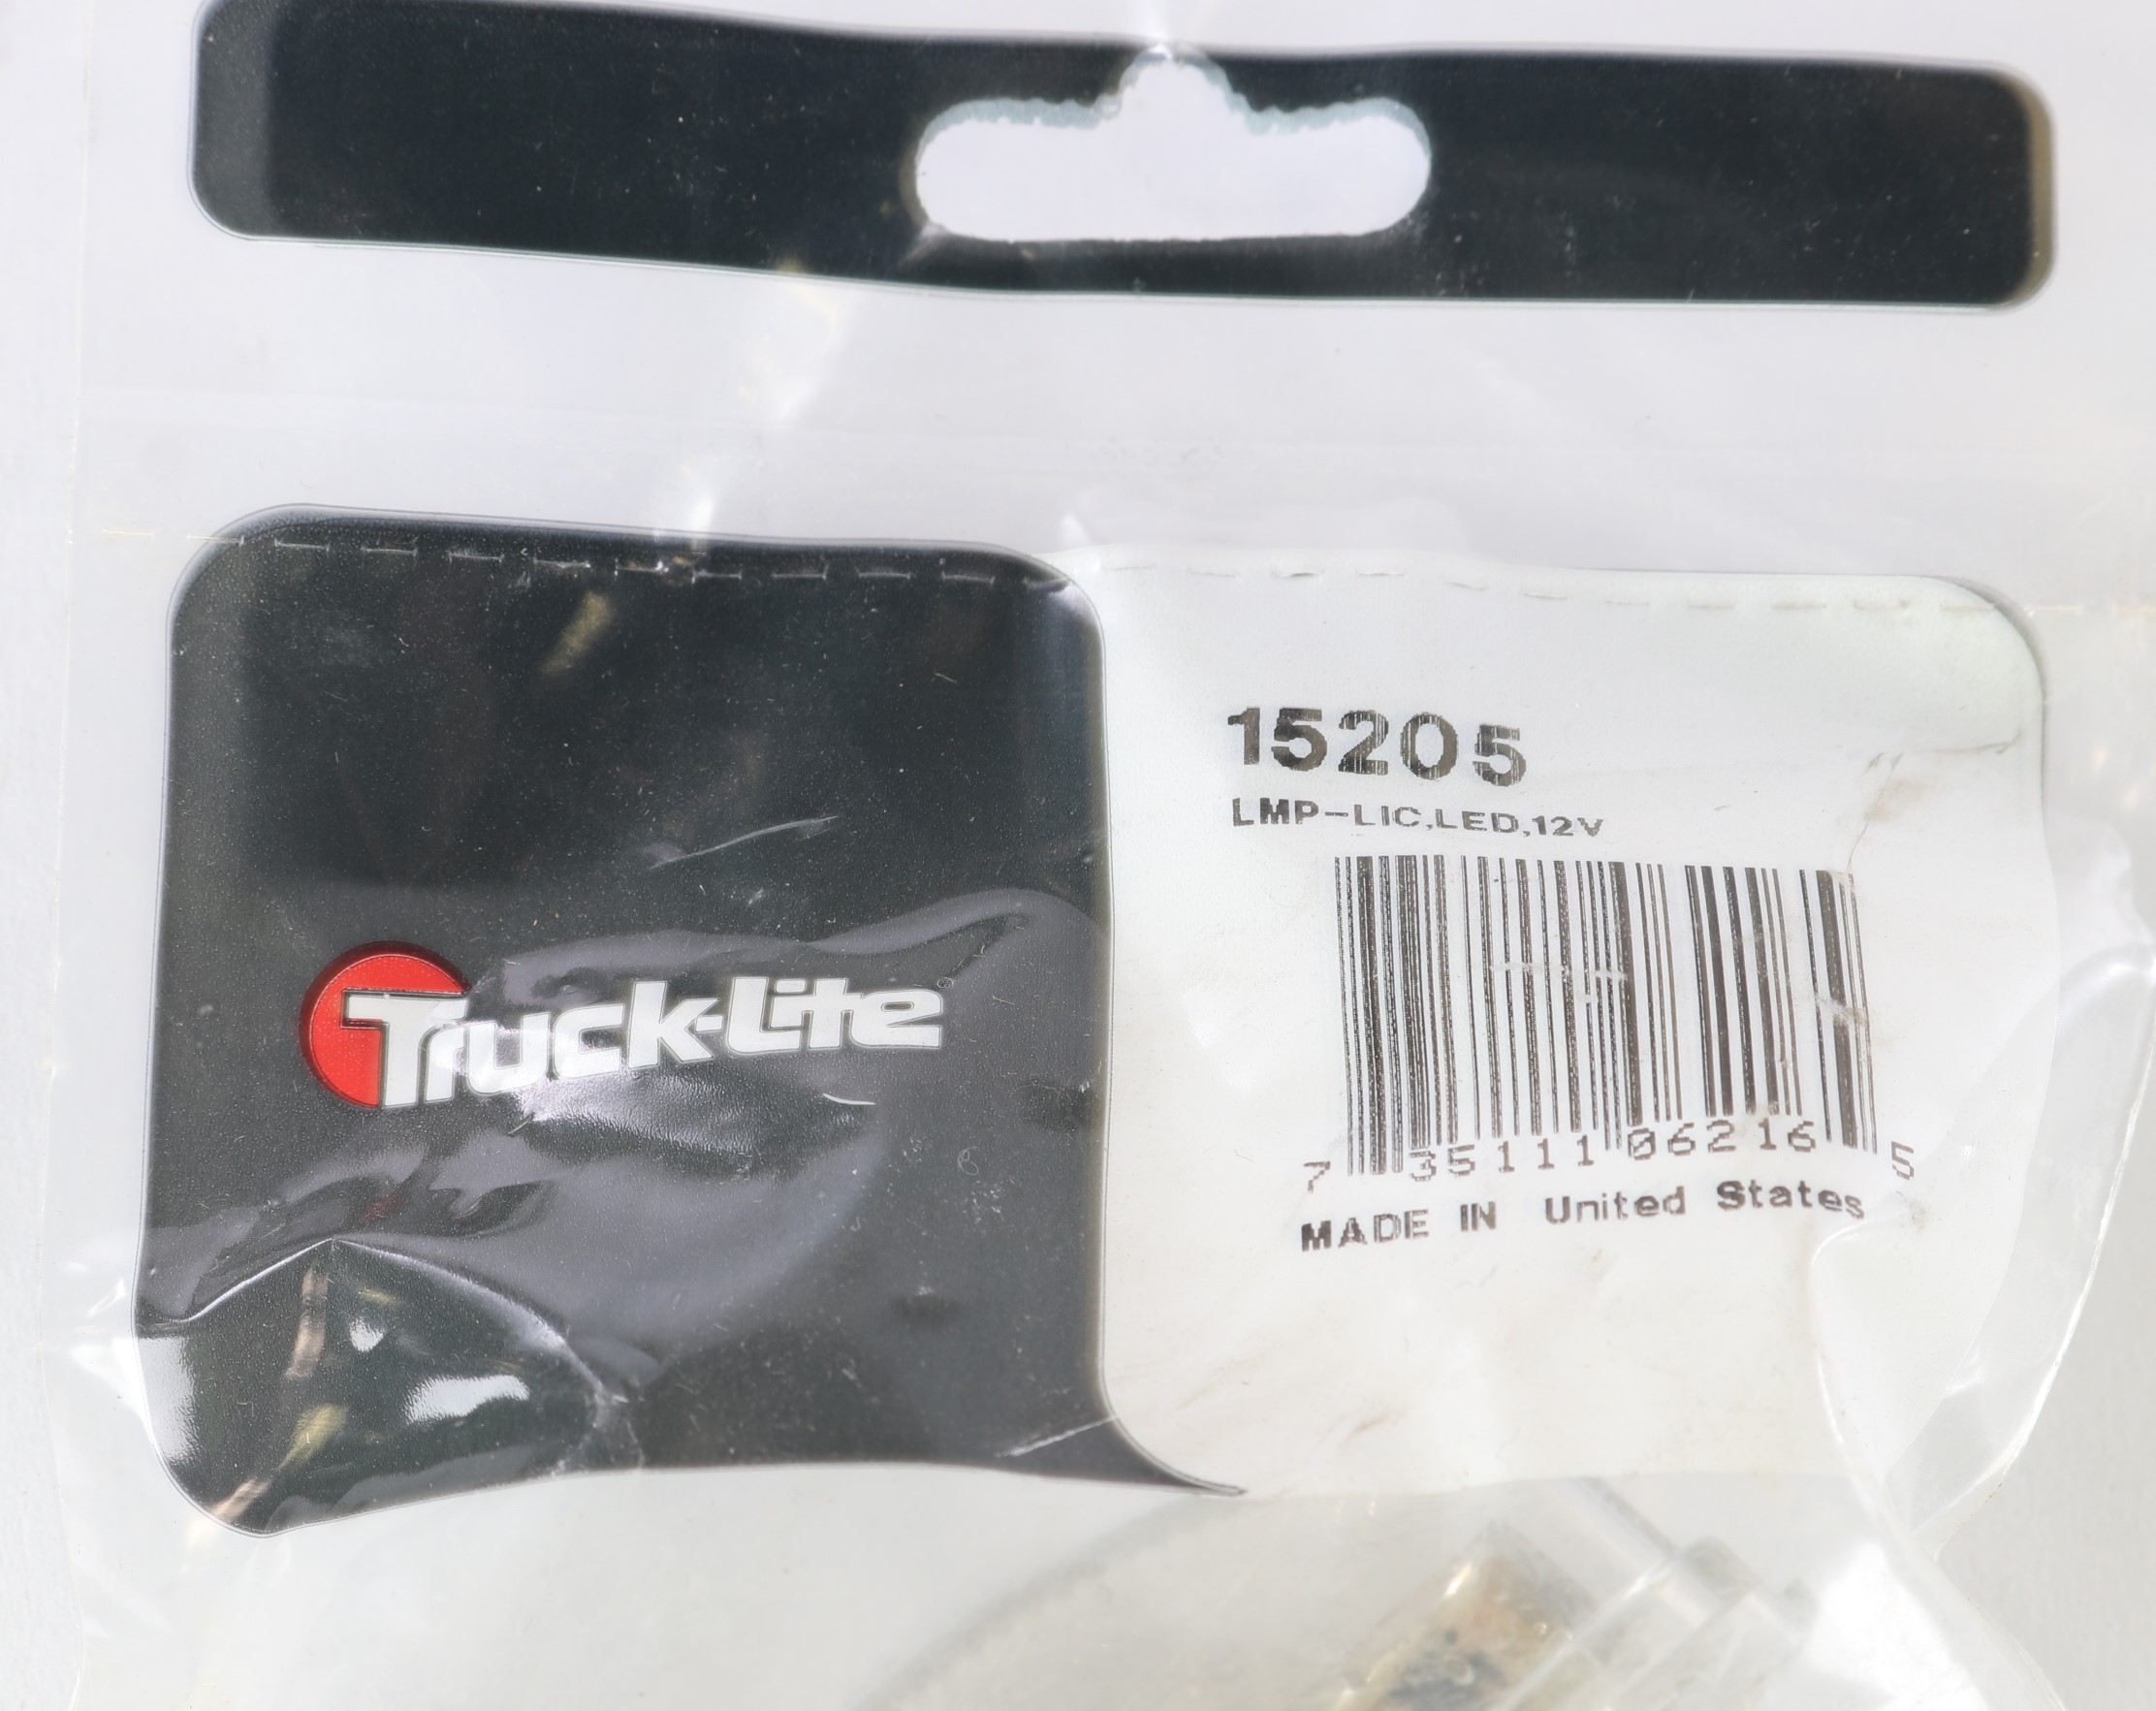 Truck-Lite®
15205
LMP-LIC,LED,12V
7 35111 06216 5
MADE IN United States